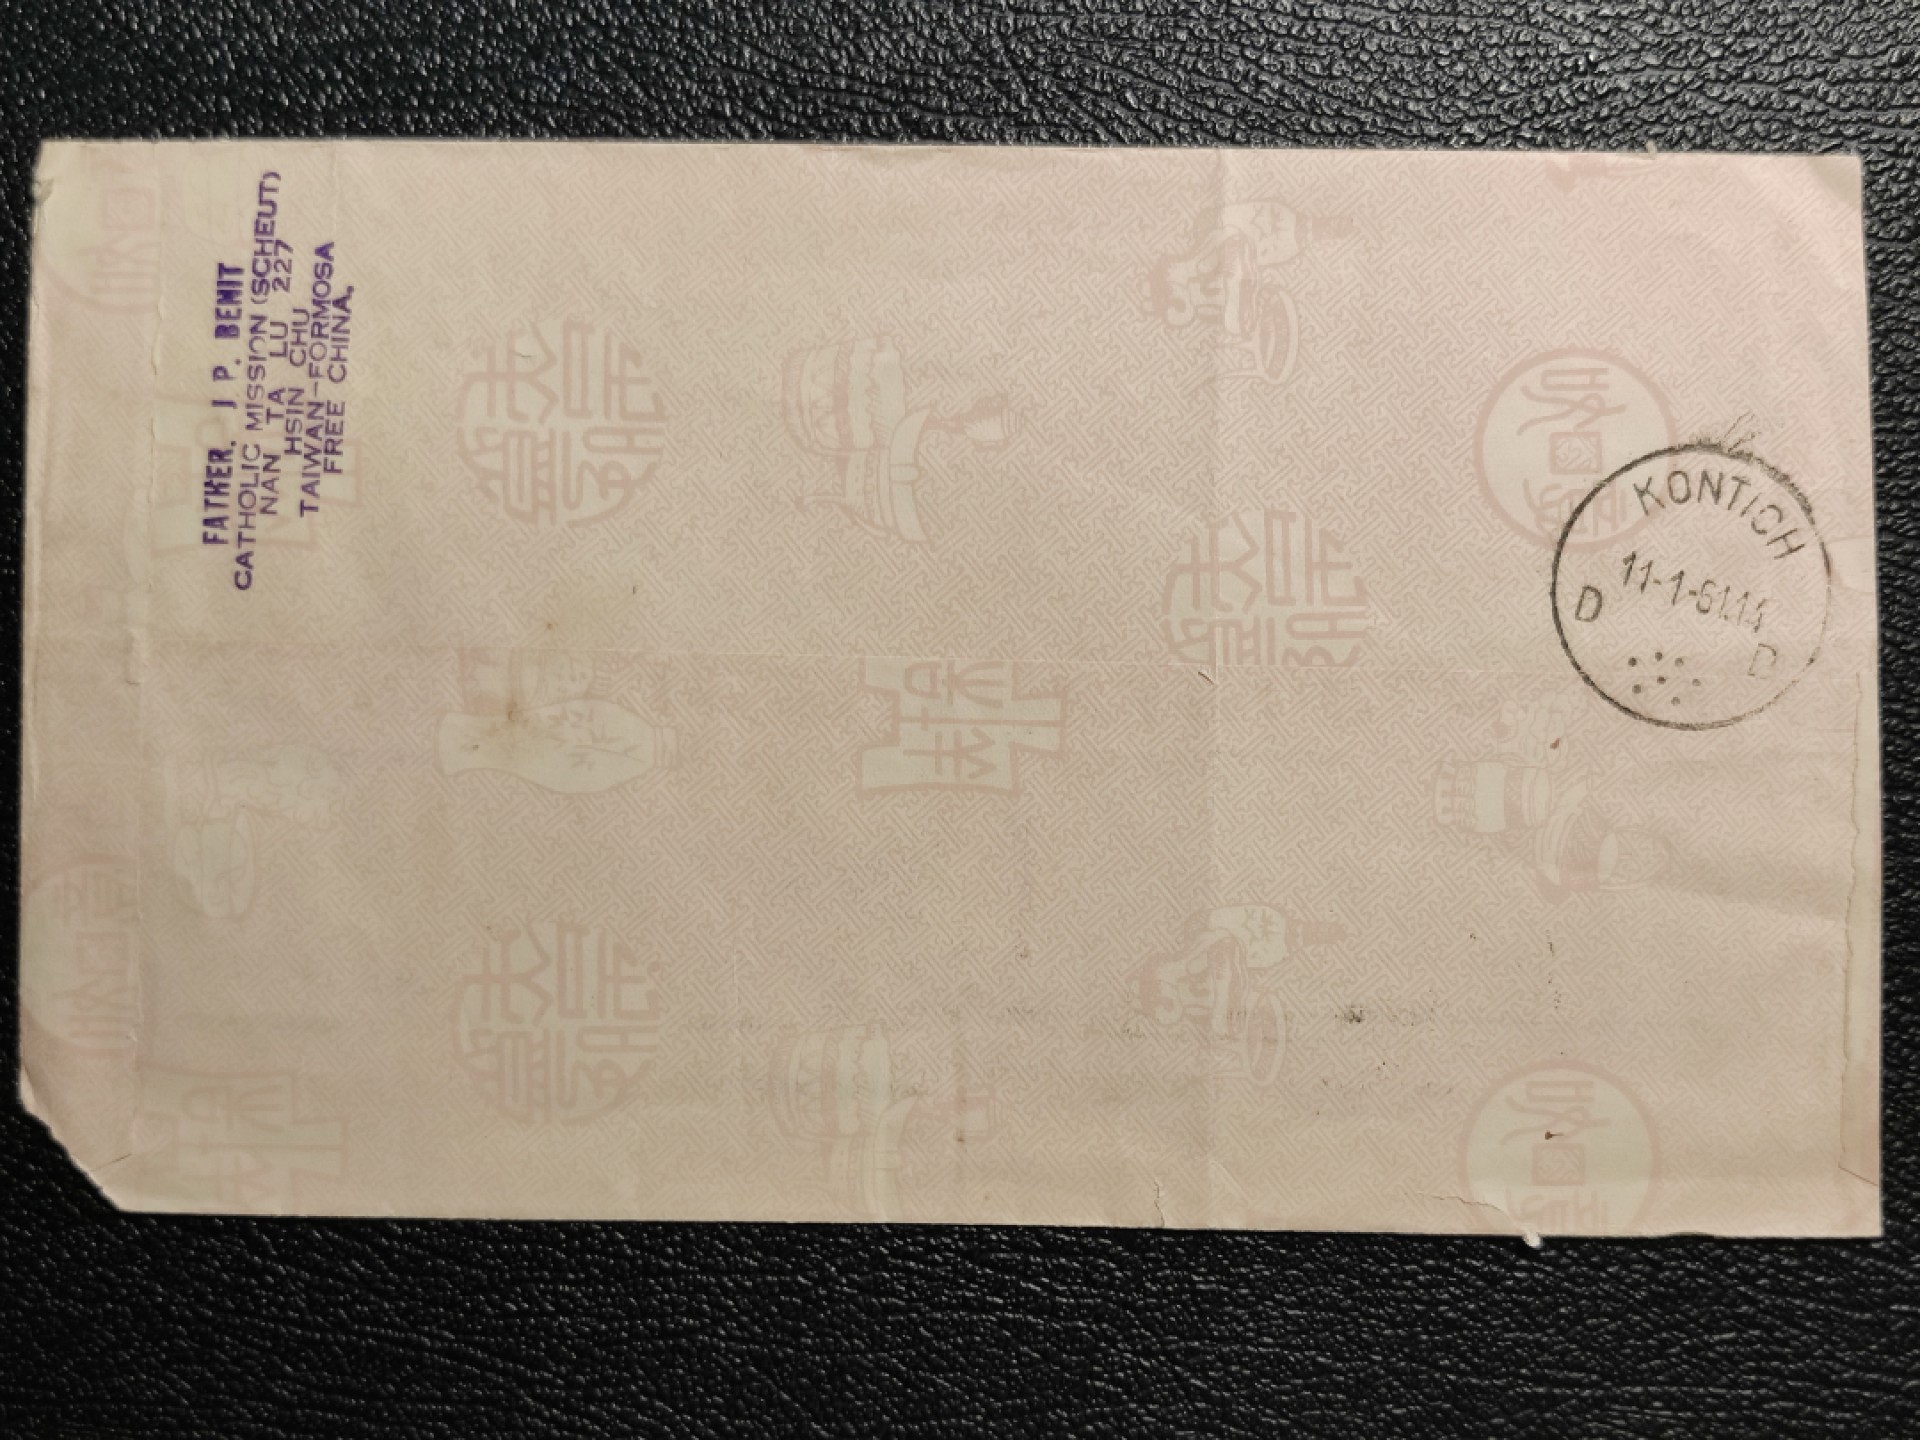 FATHER. J P. BENIT
CATHOLIC MISSION (SCHEUT)
NAN TA LU 227
HSIN CHU
TAIWAN-FORMOSA
FREE CHINA.
KONTICH
11-1-61.14
D D